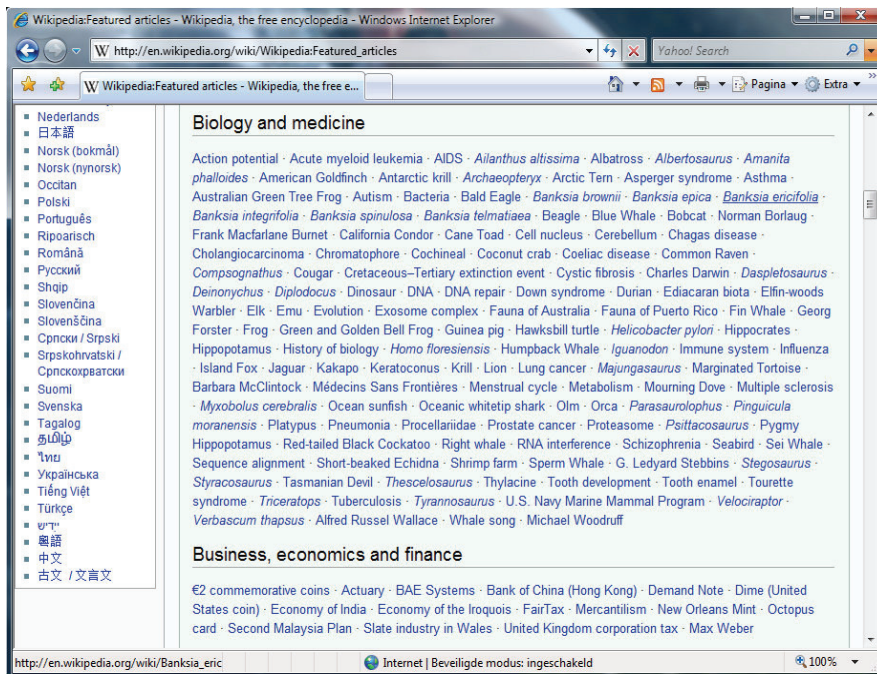 Wikipedia:Featured articles - Wikipedia, the free encyclopedia - Windows Internet Explorer
http://en.wikipedia.org/wiki/Wikipedia:Featured_articles
Yahoo! Search
Wikipedia:Featured articles - Wikipedia, the free e...
Pagina
Extra
Nederlands
日本語
Norsk (bokmål)
Norsk (nynorsk)
Occitan
Polski
Português
Ripoarisch
Română
Русский
Shqip
Slovenčina
Slovenščina
Српски / Srpski
Srpskohrvatski /
Српскохрватски
Suomi
Svenska
Tagalog
தமிழ்
ไทย
Українська
Tiếng Việt
Türkçe
ייִדיש
粵語
中文
古文 / 文言文
Biology and medicine
Action potential · Acute myeloid leukemia · AIDS · Ailanthus altissima · Albatross · Albertosaurus · Amanita
phalloides · American Goldfinch · Antarctic krill · Archaeopteryx · Arctic Tern · Asperger syndrome · Asthma ·
Australian Green Tree Frog · Autism · Bacteria · Bald Eagle · Banksia brownii · Banksia epica · Banksia ericifolia ·
Banksia integrifolia · Banksia spinulosa · Banksia telmatiaea · Beagle · Blue Whale · Bobcat · Norman Borlaug ·
Frank Macfarlane Burnet · California Condor · Cane Toad · Cell nucleus · Cerebellum · Chagas disease ·
Cholangiocarcinoma · Chromatophore · Cochineal · Coconut crab · Coeliac disease · Common Raven ·
Compsognathus · Cougar · Cretaceous–Tertiary extinction event · Cystic fibrosis · Charles Darwin · Daspletosaurus ·
Deinonychus · Diplodocus · Dinosaur · DNA · DNA repair · Down syndrome · Durian · Ediacaran biota · Elfin-woods
Warbler · Elk · Emu · Evolution · Exosome complex · Fauna of Australia · Fauna of Puerto Rico · Fin Whale · Georg
Forster · Frog · Green and Golden Bell Frog · Guinea pig · Hawksbill turtle · Helicobacter pylori · Hippocrates ·
Hippopotamus · History of biology · Homo floresiensis · Humpback Whale · Iguanodon · Immune system · Influenza
· Island Fox · Jaguar · Kakapo · Keratoconus · Krill · Lion · Lung cancer · Majungasaurus · Marginated Tortoise ·
Barbara McClintock · Médecins Sans Frontières · Menstrual cycle · Metabolism · Mourning Dove · Multiple sclerosis
· Myxobolus cerebralis · Ocean sunfish · Oceanic whitetip shark · Olm · Orca · Parasaurolophus · Pinguicula
moranensis · Platypus · Pneumonia · Procellariidae · Prostate cancer · Proteasome · Psittacosaurus · Pygmy
Hippopotamus · Red-tailed Black Cockatoo · Right whale · RNA interference · Schizophrenia · Seabird · Sei Whale ·
Sequence alignment · Short-beaked Echidna · Shrimp farm · Sperm Whale · G. Ledyard Stebbins · Stegosaurus ·
Styracosaurus · Tasmanian Devil · Thescelosaurus · Thylacine · Tooth development · Tooth enamel · Tourette
syndrome · Triceratops · Tuberculosis · Tyrannosaurus · U.S. Navy Marine Mammal Program · Velociraptor ·
Verbascum thapsus · Alfred Russel Wallace · Whale song · Michael Woodruff
Business, economics and finance
€2 commemorative coins · Actuary · BAE Systems · Bank of China (Hong Kong) · Demand Note · Dime (United
States coin) · Economy of India · Economy of the Iroquois · FairTax · Mercantilism · New Orleans Mint · Octopus
card · Second Malaysia Plan · Slate industry in Wales · United Kingdom corporation tax · Max Weber
http://en.wikipedia.org/wiki/Banksia_eric
Internet | Beveiligde modus: ingeschakeld
100%